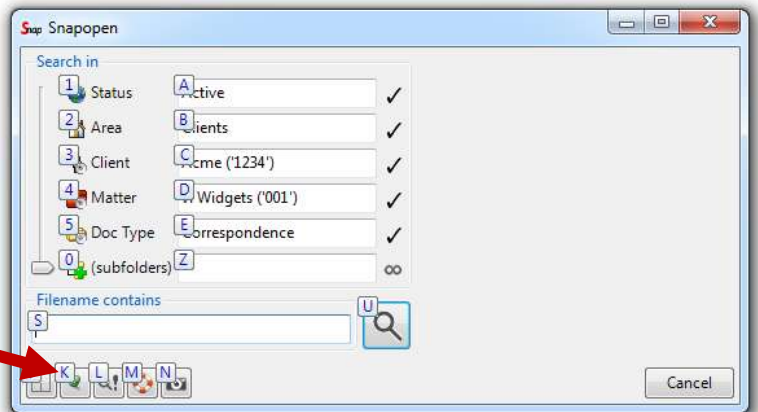 Snap Snapopen
Search in
1 Status A ctive ✓
2 Area B lients ✓
3 Client C cme ('1234') ✓
4 Matter D Widgets ('001') ✓
5 Doc Type E orrespondence ✓
0 (subfolders) Z ∞
Filename contains
S U
K L M N Cancel